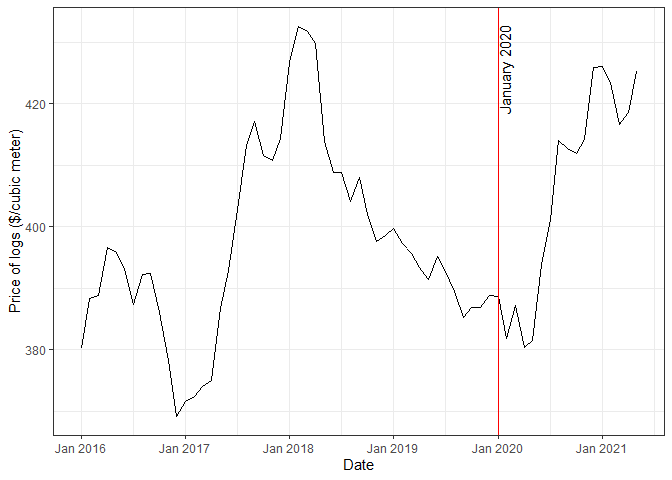 Price of logs ($/cubic meter)
420
400
380
January 2020
Jan 2016
Jan 2017
Jan 2018
Jan 2019
Jan 2020
Jan 2021
Date